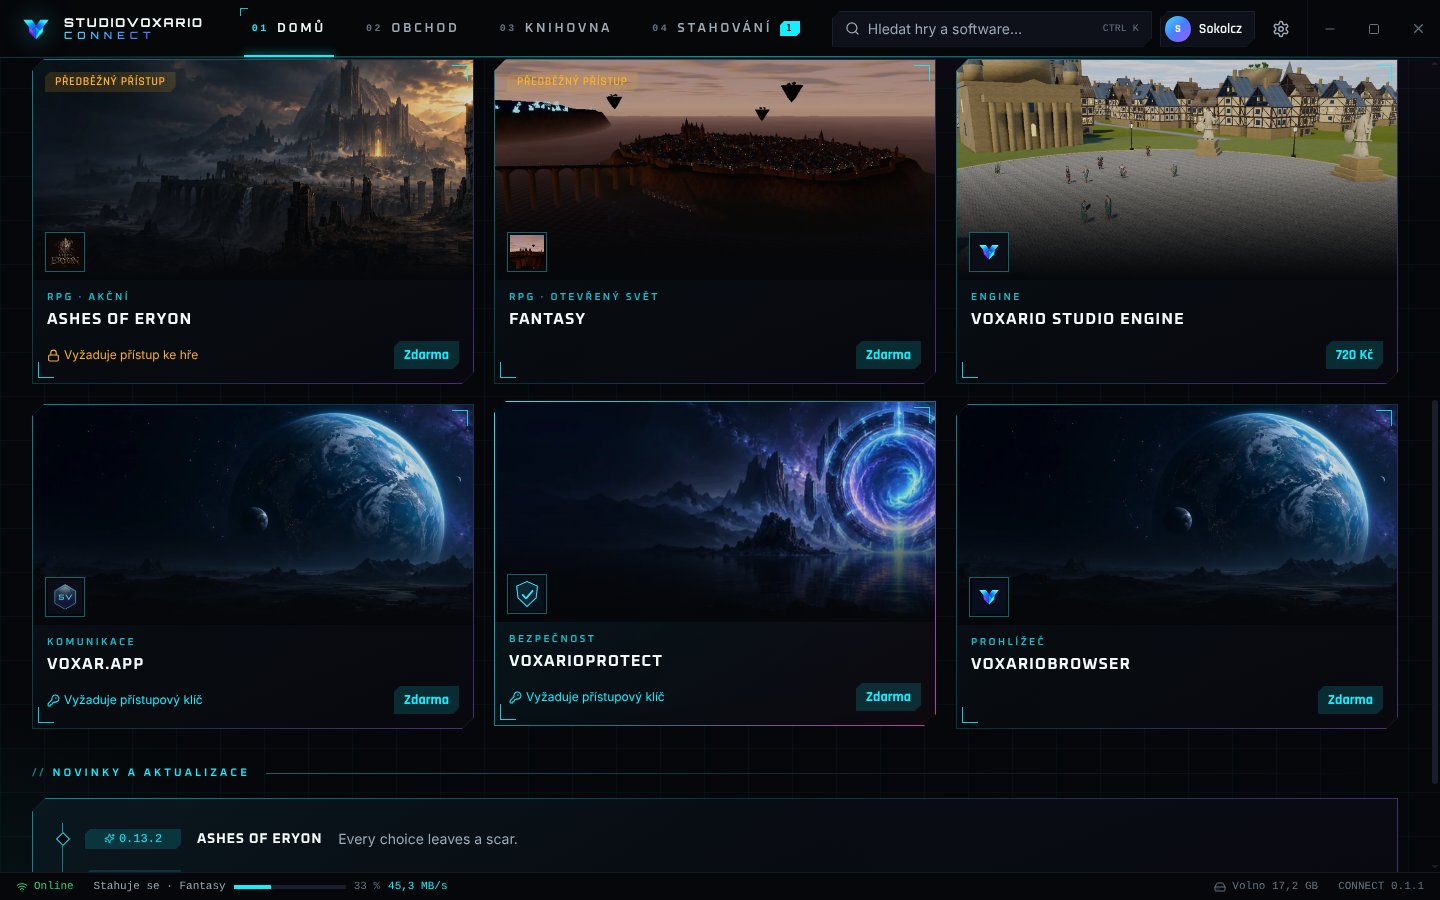 STUDIOVOXARIO
CONNECT
01 DOMŮ
02 OBCHOD
03 KNIHOVNA
04 STAHOVÁNÍ 1
Hledat hry a software...
CTRL K
S
Sokolcz
PŘEDBĚŽNÝ PŘÍSTUP
RPG · AKČNÍ
ASHES OF ERYON
Vyžaduje přístup ke hře
Zdarma
PŘEDBĚŽNÝ PŘÍSTUP
RPG · OTEVŘENÝ SVĚT
FANTASY
Zdarma
ENGINE
VOXARIO STUDIO ENGINE
720 Kč
SV
KOMUNIKACE
VOXAR.APP
Vyžaduje přístupový klíč
Zdarma
BEZPEČNOST
VOXARIOPROTECT
Vyžaduje přístupový klíč
Zdarma
PROHLÍŽEČ
VOXARIOBROWSER
Zdarma
// NOVINKY A AKTUALIZACE
0.13.2
ASHES OF ERYON
Every choice leaves a scar.
Online
Stahuje se · Fantasy
33 %
45,3 MB/s
Volno 17,2 GB
CONNECT 0.1.1